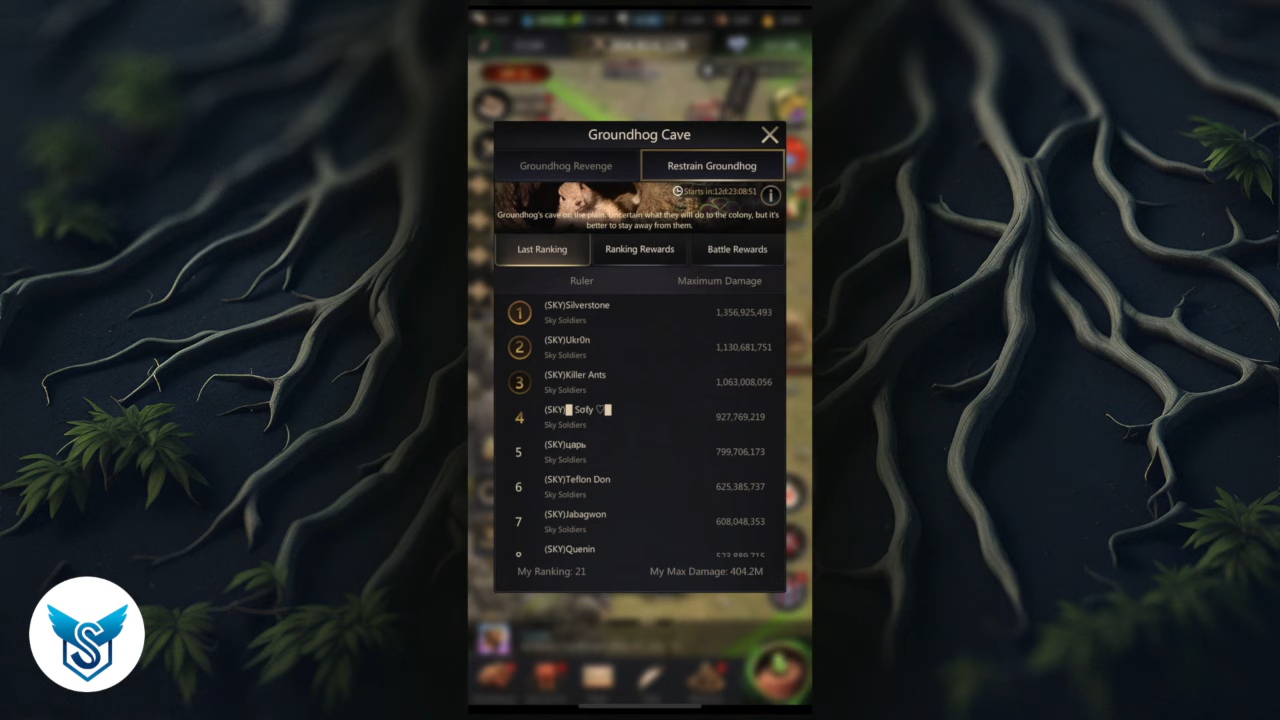 Groundhog Cave
Groundhog Revenge
Restrain Groundhog
Starts in:12d:23:08:51
Groundhog's cave on the plain. Uncertain what they will do to the colony, but it's
better to stay away from them.
Last Ranking
Ranking Rewards
Battle Rewards
Ruler
Maximum Damage
1
(SKY)Silverstone
1,356,925,493
Sky Soldiers
2
(SKY)Ukr0n
1,130,681,751
Sky Soldiers
3
(SKY)Killer Ants
1,063,008,056
Sky Soldiers
4
(SKY)█ Sσƚy ♡█
927,769,219
Sky Soldiers
5
(SKY)царь
799,706,173
Sky Soldiers
6
(SKY)Teflon Don
625,385,737
Sky Soldiers
7
(SKY)Jabagwon
608,048,353
Sky Soldiers
(SKY)Quenin
My Ranking: 21
My Max Damage: 404.2M
S